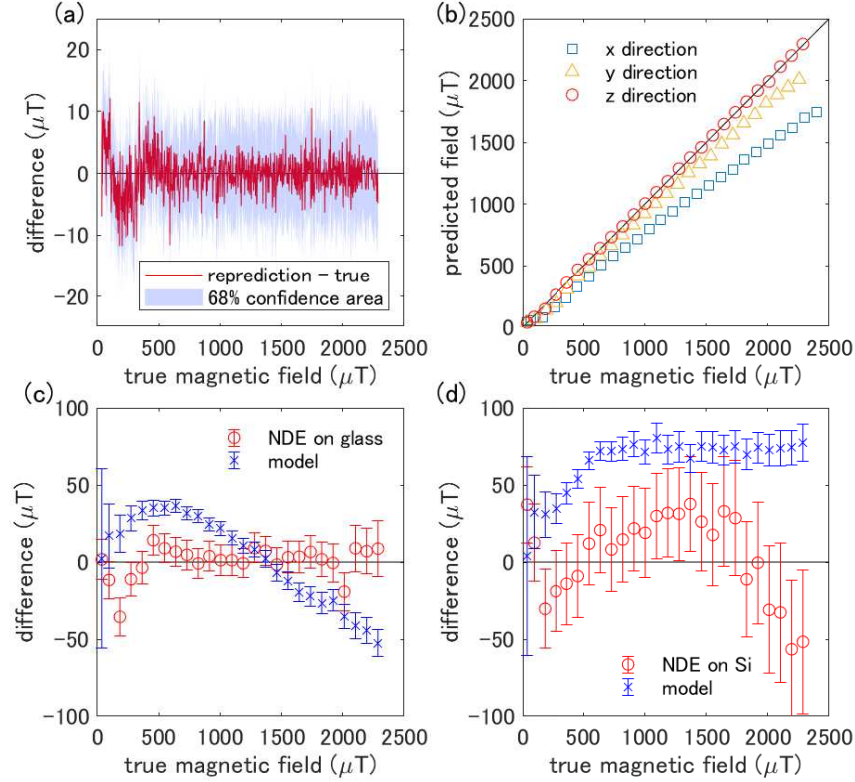 (a)
20
10
0
-10
-20
difference (μT)
reprediction - true
68% confidence area
0 500 1000 1500 2000 2500
true magnetic field (μT)
(b)
2500
2000
1500
1000
500
0
predicted field (μT)
x direction
y direction
z direction
0 500 1000 1500 2000 2500
true magnetic field (μT)
(c)
100
50
0
-50
-100
difference (μT)
NDE on glass
model
0 500 1000 1500 2000 2500
true magnetic field (μT)
(d)
100
50
0
-50
-100
difference (μT)
NDE on Si
model
0 500 1000 1500 2000 2500
true magnetic field (μT)